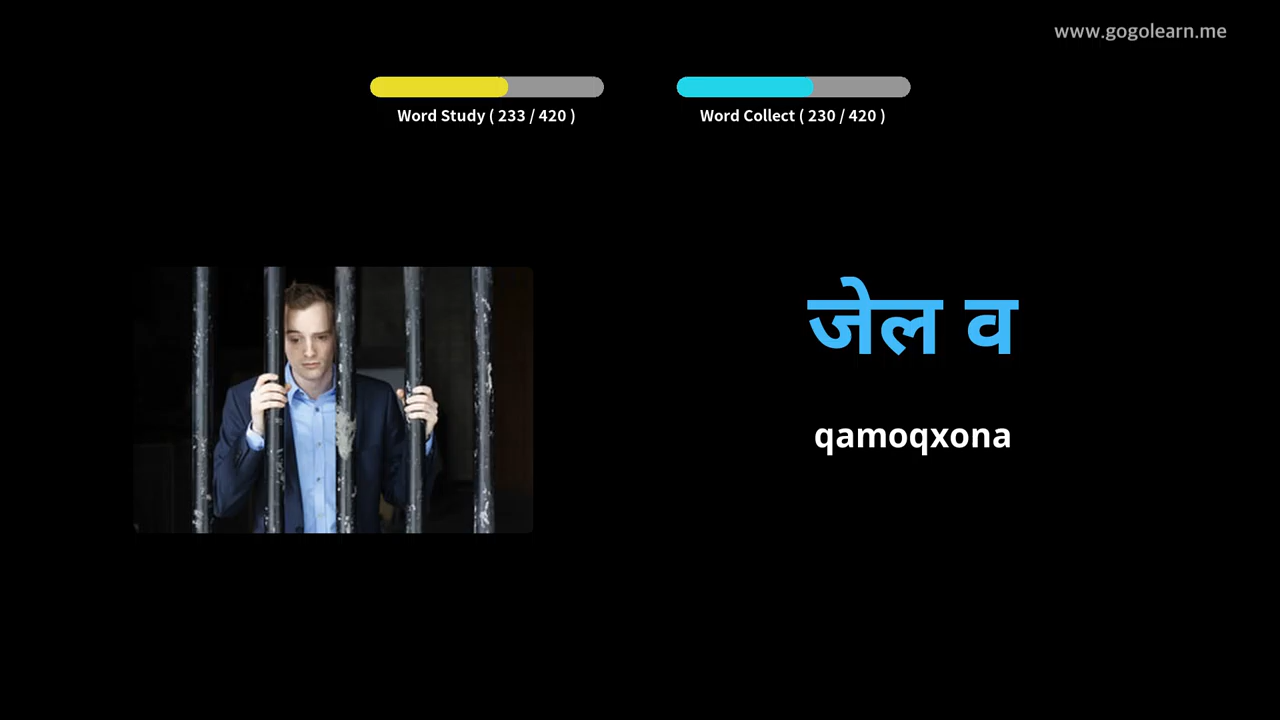 www.gogolearn.me
Word Study ( 233 / 420 )
Word Collect ( 230 / 420 )
जेल व
qamoqxona